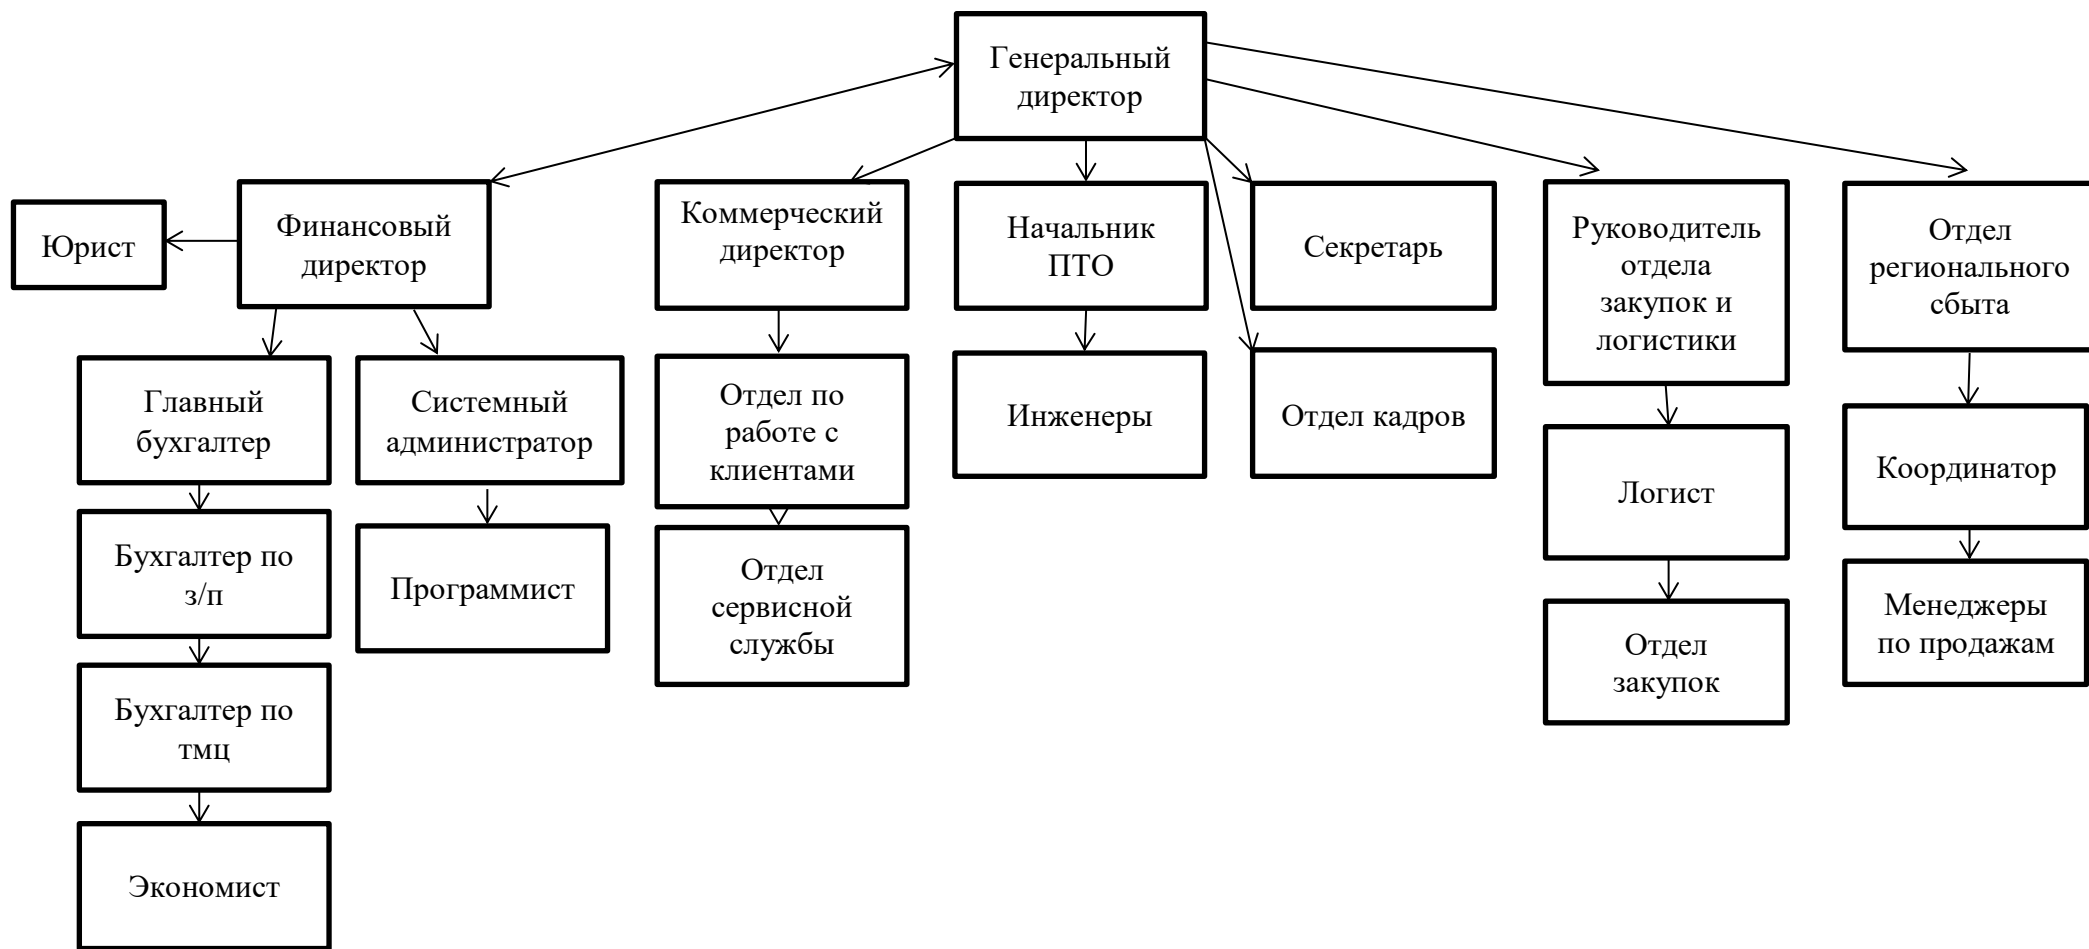 Генеральный
директор
Юрист
Финансовый
директор
Коммерческий
директор
Начальник
ПТО
Секретарь
Руководитель
отдела
закупок и
логистики
Отдел
регионального
сбыта
Главный
бухгалтер
Системный
администратор
Отдел по
работе с
клиентами
Инженеры
Отдел кадров
Логист
Координатор
Бухгалтер по
з/п
Программист
Отдел
сервисной
службы
Отдел
закупок
Менеджеры
по продажам
Бухгалтер по
тмц
Экономист